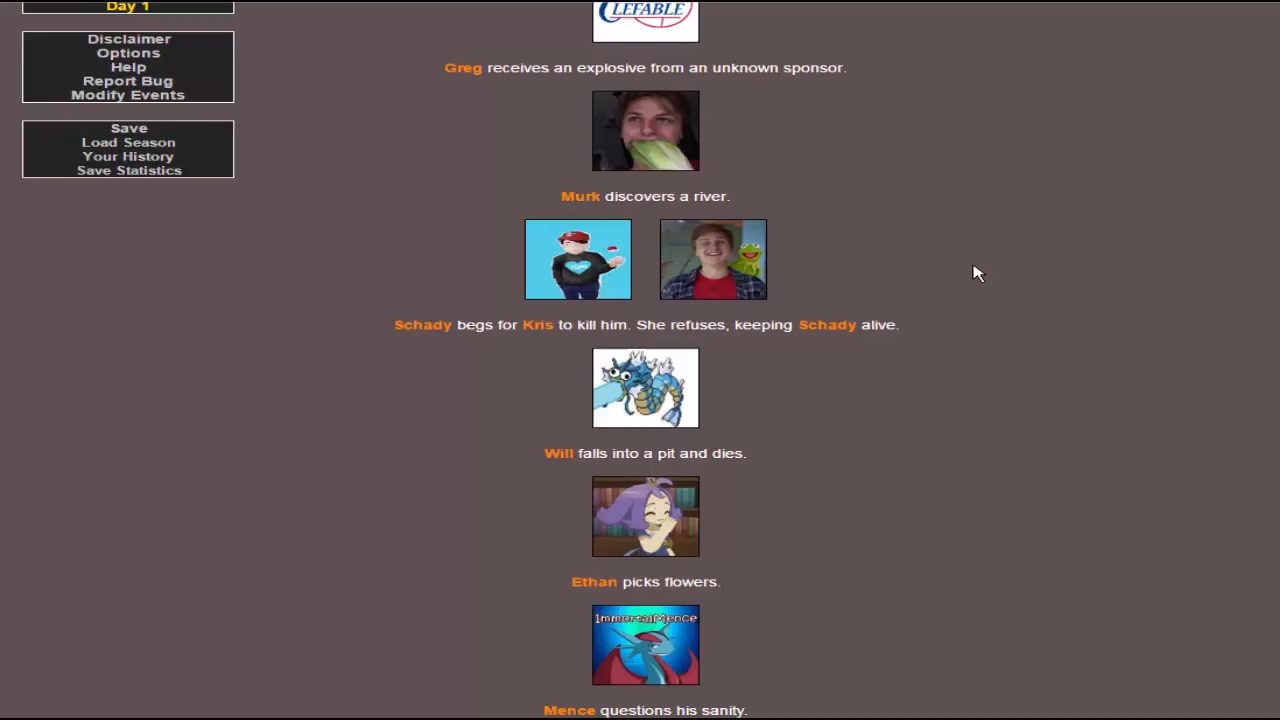 Day 1
Disclaimer
Options
Help
Report Bug
Modify Events
Save
Load Season
Your History
Save Statistics
CLEFABLE
Greg receives an explosive from an unknown sponsor.
Murk discovers a river.
Schady begs for Kris to kill him. She refuses, keeping Schady alive.
Will falls into a pit and dies.
Ethan picks flowers.
ImmortalMence
Mence questions his sanity.